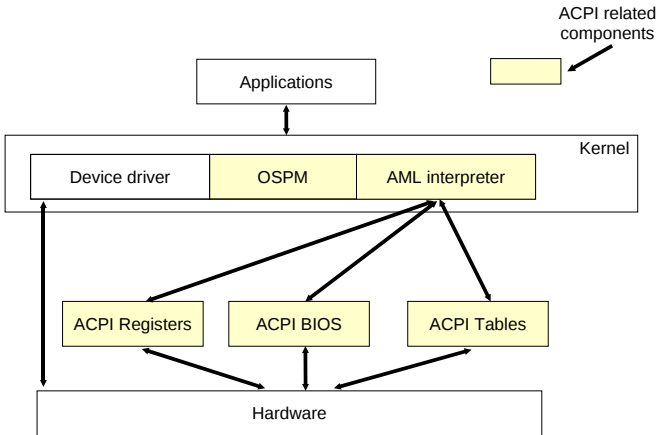 ACPI related
components
Applications
Kernel
Device driver
OSPM
AML interpreter
ACPI Registers
ACPI BIOS
ACPI Tables
Hardware